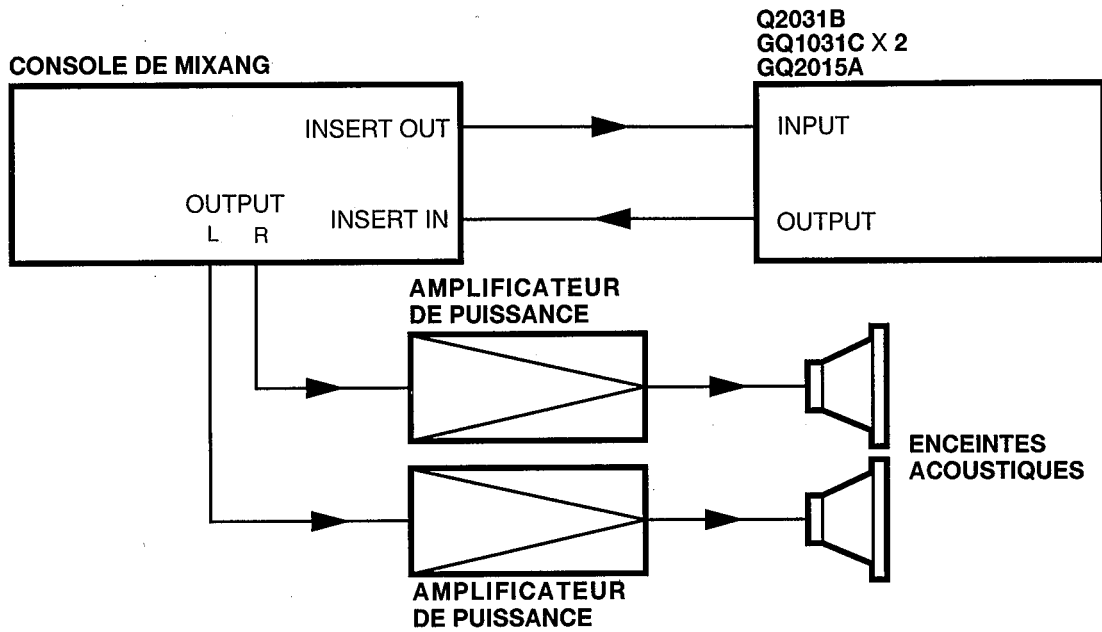 Q2031B
GQ1031C X 2
GQ2015A
CONSOLE DE MIXANG
INSERT OUT
INPUT
OUTPUT
L R
INSERT IN
OUTPUT
AMPLIFICATEUR
DE PUISSANCE
ENCEINTES
ACOUSTIQUES
AMPLIFICATEUR
DE PUISSANCE